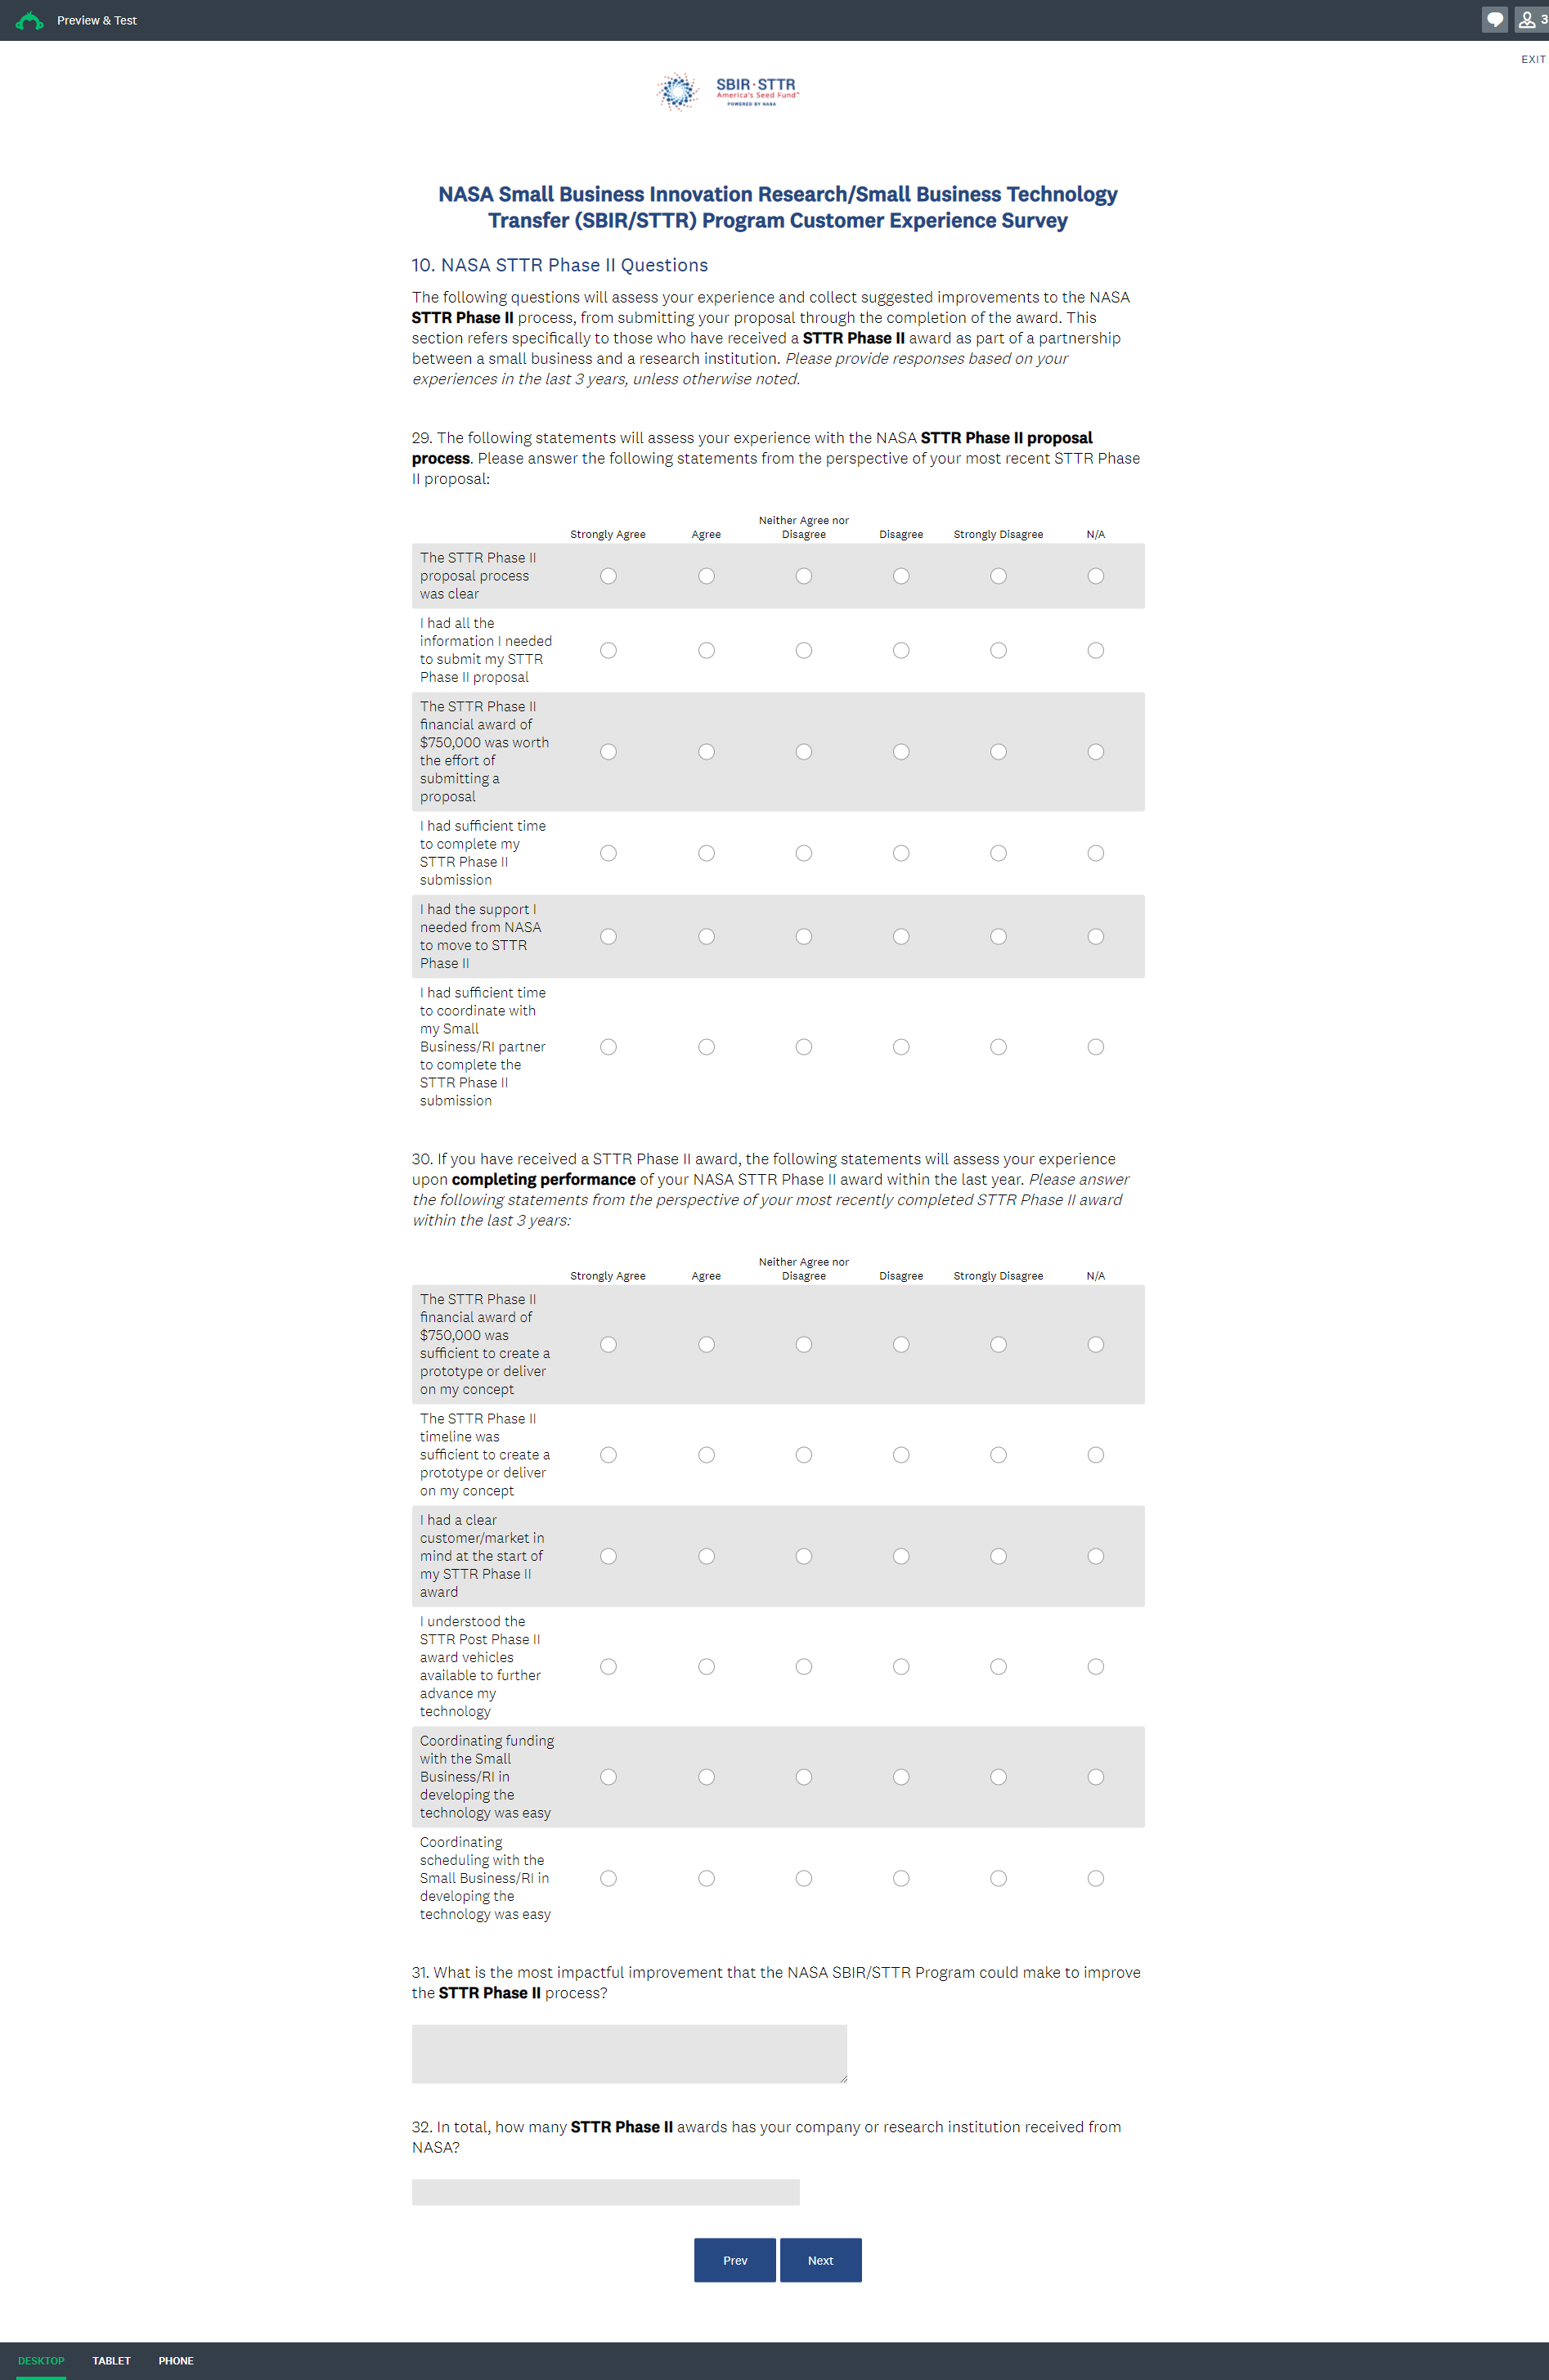 Preview & Test
3
EXIT
SBIR·STTR
America's Seed Fund™
POWERED BY NASA
NASA Small Business Innovation Research/Small Business Technology
Transfer (SBIR/STTR) Program Customer Experience Survey
10. NASA STTR Phase II Questions
The following questions will assess your experience and collect suggested improvements to the NASA
STTR Phase II process, from submitting your proposal through the completion of the award. This
section refers specifically to those who have received a STTR Phase II award as part of a partnership
between a small business and a research institution. Please provide responses based on your
experiences in the last 3 years, unless otherwise noted.
29. The following statements will assess your experience with the NASA STTR Phase II proposal
process. Please answer the following statements from the perspective of your most recent STTR Phase
II proposal:
Neither Agree nor
Strongly Agree Agree Disagree Disagree Strongly Disagree N/A
The STTR Phase II
proposal process
was clear
I had all the
information I needed
to submit my STTR
Phase II proposal
The STTR Phase II
financial award of
$750,000 was worth
the effort of
submitting a
proposal
I had sufficient time
to complete my
STTR Phase II
submission
I had the support I
needed from NASA
to move to STTR
Phase II
I had sufficient time
to coordinate with
my Small
Business/RI partner
to complete the
STTR Phase II
submission
30. If you have received a STTR Phase II award, the following statements will assess your experience
upon completing performance of your NASA STTR Phase II award within the last year. Please answer
the following statements from the perspective of your most recently completed STTR Phase II award
within the last 3 years:
Neither Agree nor
Strongly Agree Agree Disagree Disagree Strongly Disagree N/A
The STTR Phase II
financial award of
$750,000 was
sufficient to create a
prototype or deliver
on my concept
The STTR Phase II
timeline was
sufficient to create a
prototype or deliver
on my concept
I had a clear
customer/market in
mind at the start of
my STTR Phase II
award
I understood the
STTR Post Phase II
award vehicles
available to further
advance my
technology
Coordinating funding
with the Small
Business/RI in
developing the
technology was easy
Coordinating
scheduling with the
Small Business/RI in
developing the
technology was easy
31. What is the most impactful improvement that the NASA SBIR/STTR Program could make to improve
the STTR Phase II process?
32. In total, how many STTR Phase II awards has your company or research institution received from
NASA?
Prev Next
DESKTOP TABLET PHONE